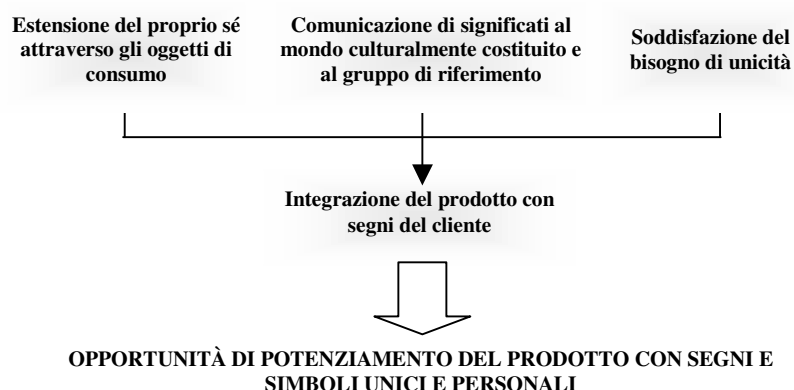 Estensione del proprio sé
attraverso gli oggetti di
consumo
Comunicazione di significati al
mondo culturalmente costituito e
al gruppo di riferimento
Soddisfazione del
bisogno di unicità
Integrazione del prodotto con
segni del cliente
OPPORTUNITÀ DI POTENZIAMENTO DEL PRODOTTO CON SEGNI E
SIMBOLI UNICI E PERSONALI